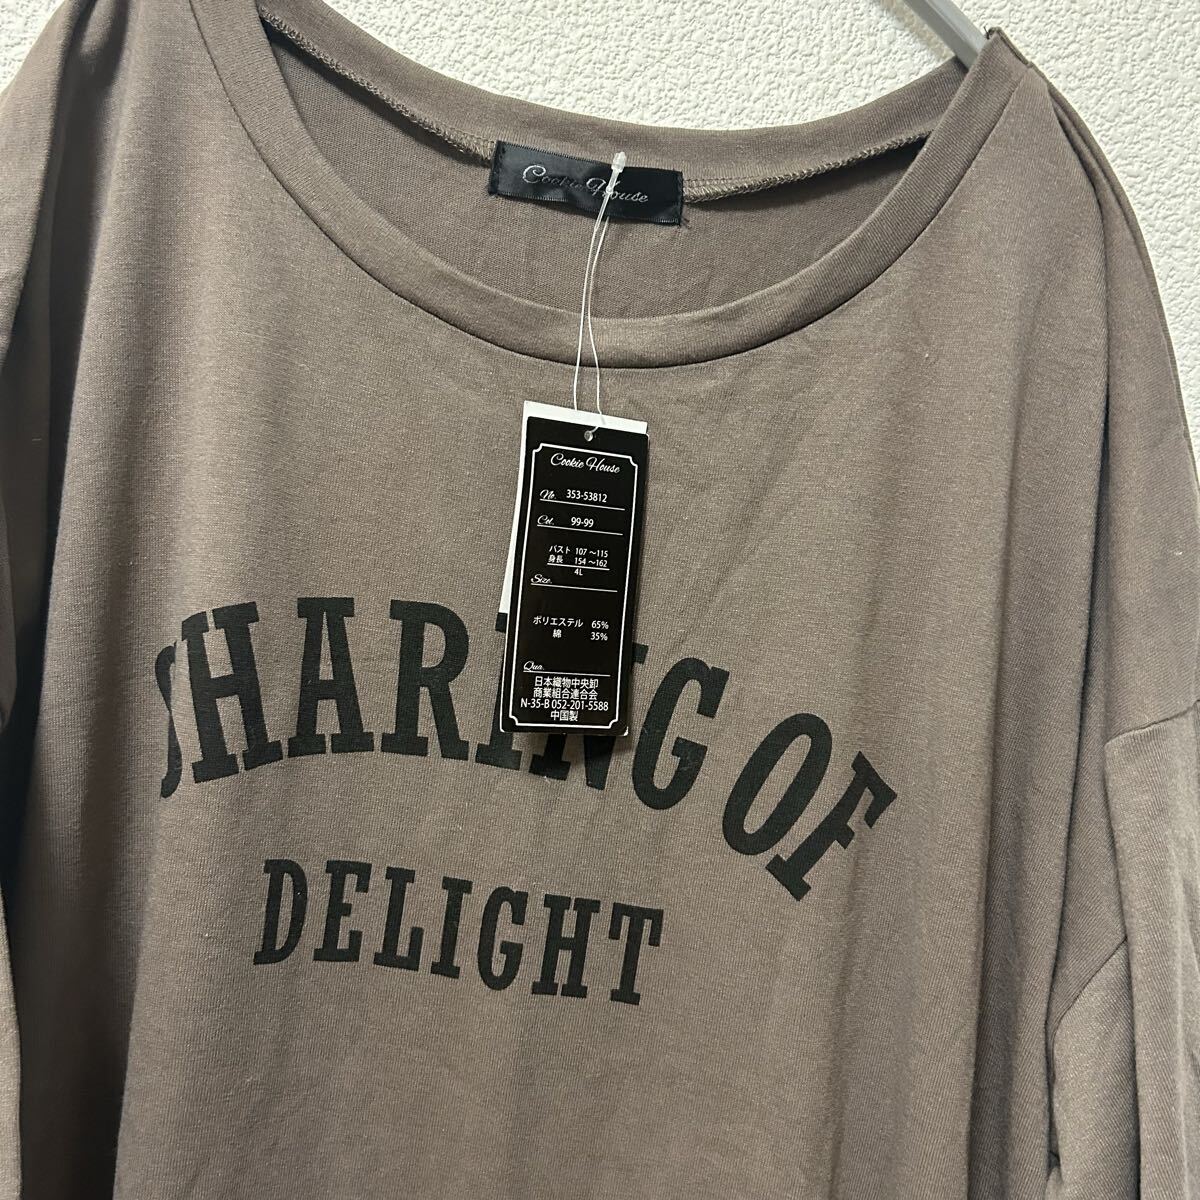 Cookie House
Cookie House
No. 353-53812
Col. 99-99
バスト 107～115
身長 154～162
4L
Size.
ポリエステル 65%
綿 35%
Qua.
日本織物中央卸
商業組合連合会
N-35-B 052-201-5588
中国製
SHARING OF
DELIGHT